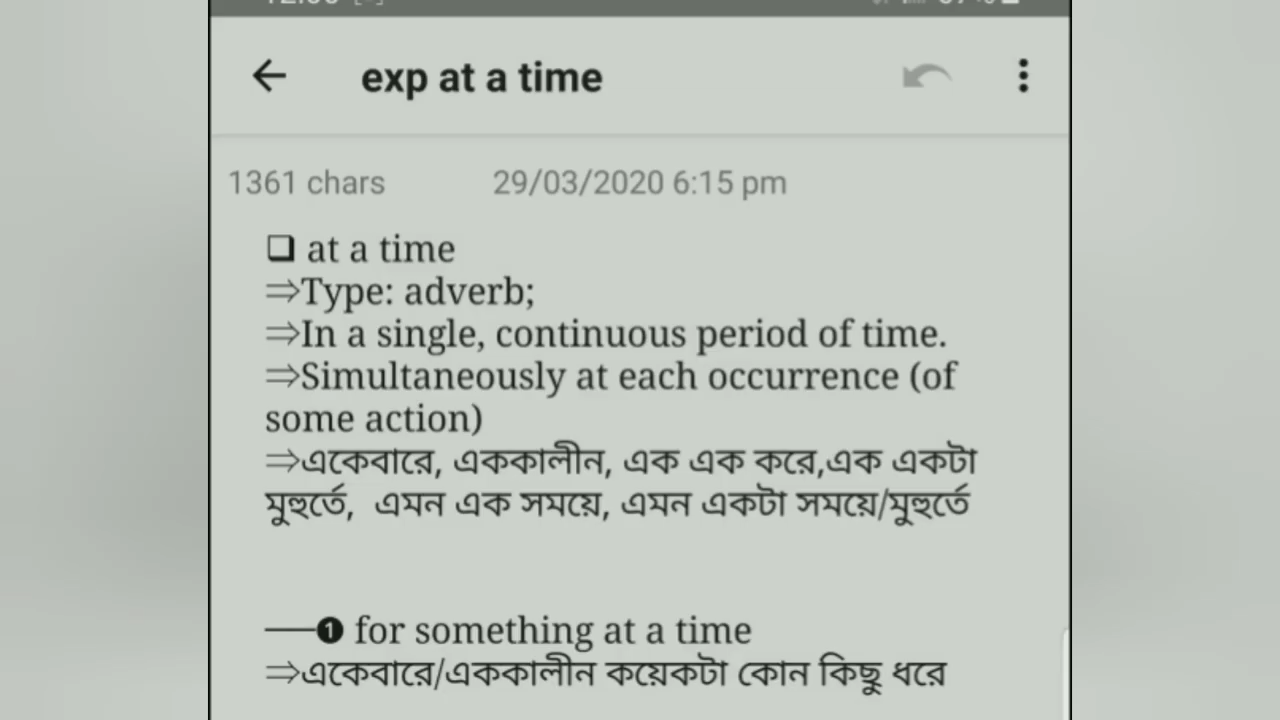 exp at a time
1361 chars 29/03/2020 6:15 pm
❏ at a time
⇒Type: adverb;
⇒In a single, continuous period of time.
⇒Simultaneously at each occurrence (of
some action)
⇒একেবারে, এককালীন, এক এক করে,এক একটা
মুহুর্তে, এমন এক সময়ে, এমন একটা সময়ে/মুহুর্তে
──❶ for something at a time
⇒একেবারে/এককালীন কয়েকটা কোন কিছু ধরে